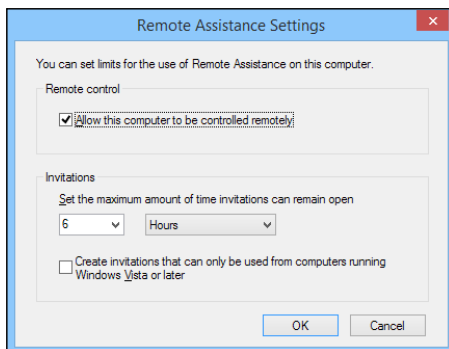 Remote Assistance Settings
You can set limits for the use of Remote Assistance on this computer.
Remote control
Allow this computer to be controlled remotely
Invitations
Set the maximum amount of time invitations can remain open
6 Hours
Create invitations that can only be used from computers running
Windows Vista or later
OK Cancel